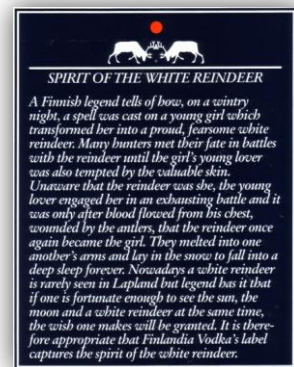 SPIRIT OF THE WHITE REINDEER
A Finnish legend tells of how, on a wintry
night, a spell was cast on a young girl which
transformed her into a proud, fearsome white
reindeer. Many hunters met their fate in battles
with the reindeer until the girl's young lover
was also tempted by the valuable skin.
Unaware that the reindeer was she, the young
lover engaged her in an exhausting battle and it
was only after blood flowed from his chest,
wounded by the antlers, that the reindeer once
again became the girl. They melted into one
another's arms and lay in the snow to fall into a
deep sleep forever. Nowadays a white reindeer
is rarely seen in Lapland but legend has it that
if one is fortunate enough to see the sun, the
moon and a white reindeer at the same time,
the wish one makes will be granted. It is there-
fore appropriate that Finlandia Vodka's label
captures the spirit of the white reindeer.